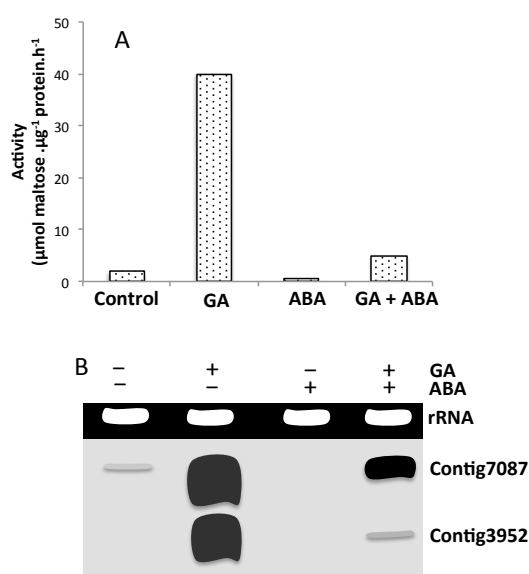 A
Activity
(µmol maltose .µg⁻¹ protein.h⁻¹)
50
40
30
20
10
0
Control GA ABA GA + ABA
B – + – + GA
– – + + ABA
rRNA
Contig7087
Contig3952